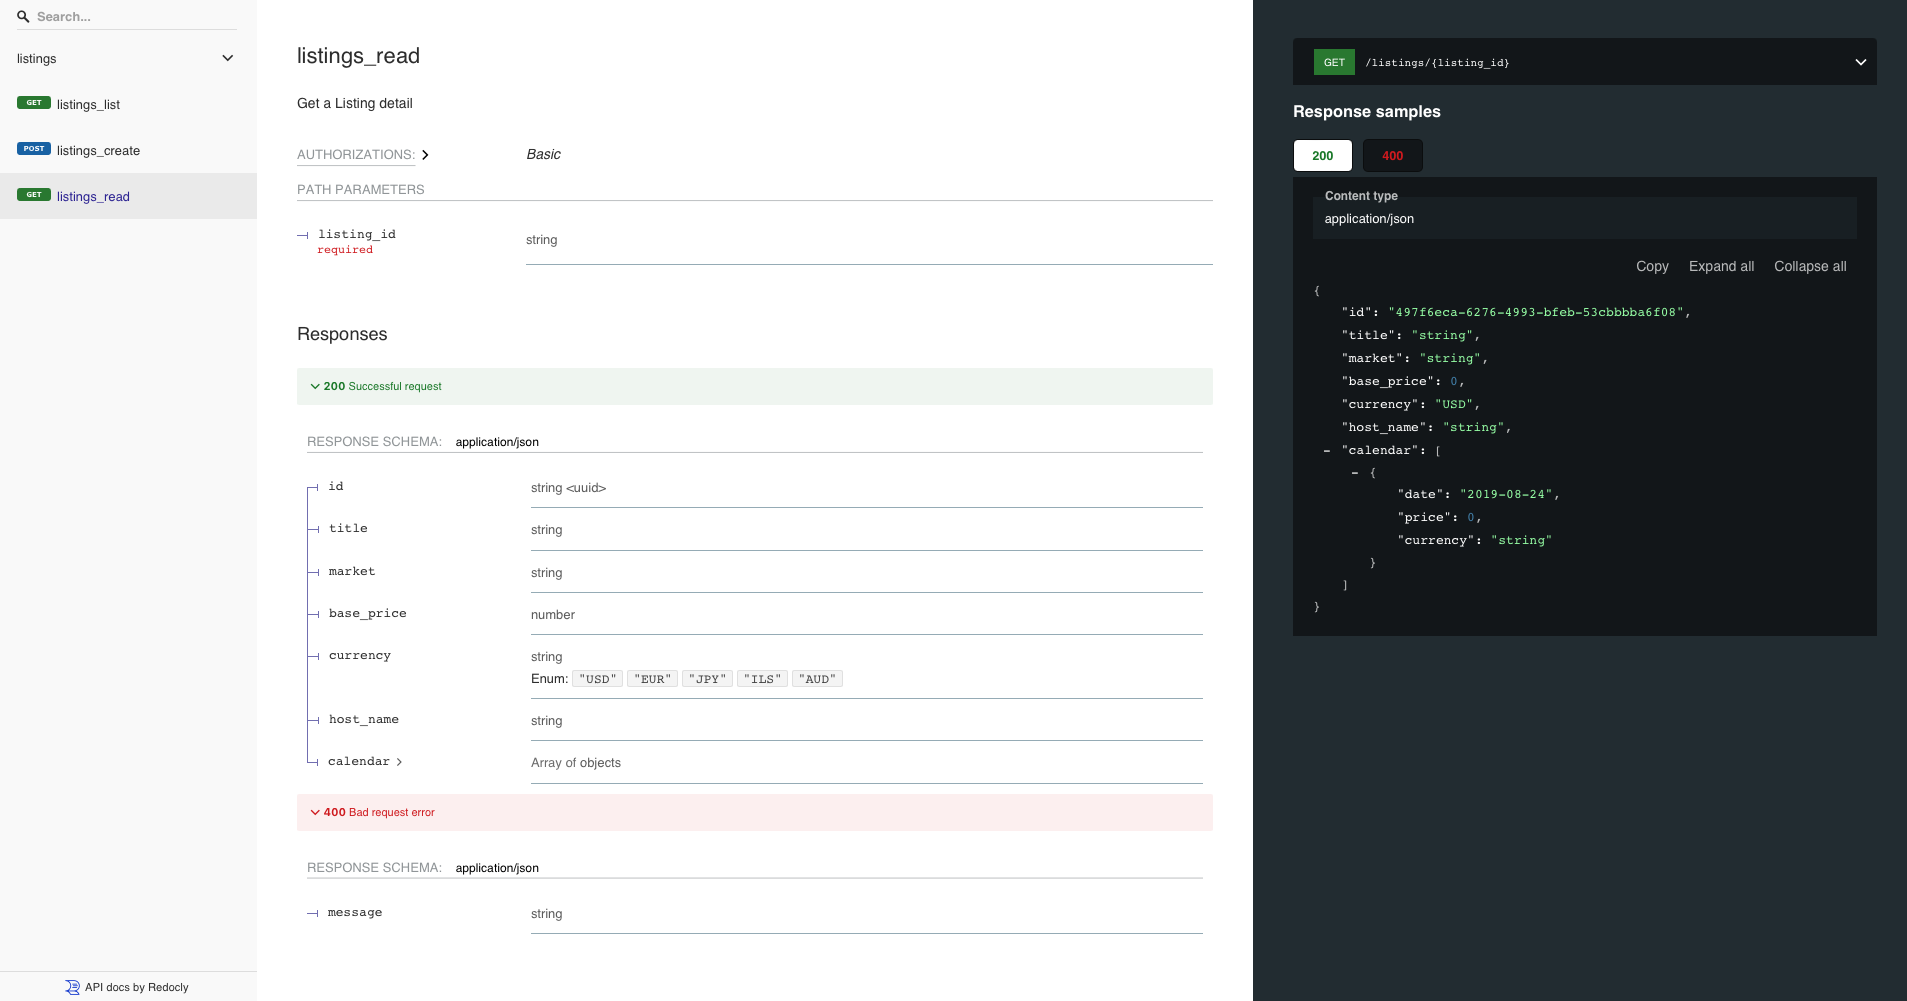 Search...
listings
GET listings_list
POST listings_create
GET listings_read
API docs by Redocly
listings_read
Get a Listing detail
AUTHORIZATIONS: Basic
PATH PARAMETERS
listing_id string
required
Responses
200 Successful request
RESPONSE SCHEMA: application/json
id string <uuid>
title string
market string
base_price number
currency string
Enum: "USD" "EUR" "JPY" "ILS" "AUD"
host_name string
calendar Array of objects
400 Bad request error
RESPONSE SCHEMA: application/json
message string
GET /listings/{listing_id}
Response samples
200 400
Content type
application/json
Copy Expand all Collapse all
{
"id": "497f6eca-6276-4993-bfeb-53cbbbba6f08",
"title": "string",
"market": "string",
"base_price": 0,
"currency": "USD",
"host_name": "string",
- "calendar": [
- {
"date": "2019-08-24",
"price": 0,
"currency": "string"
}
]
}